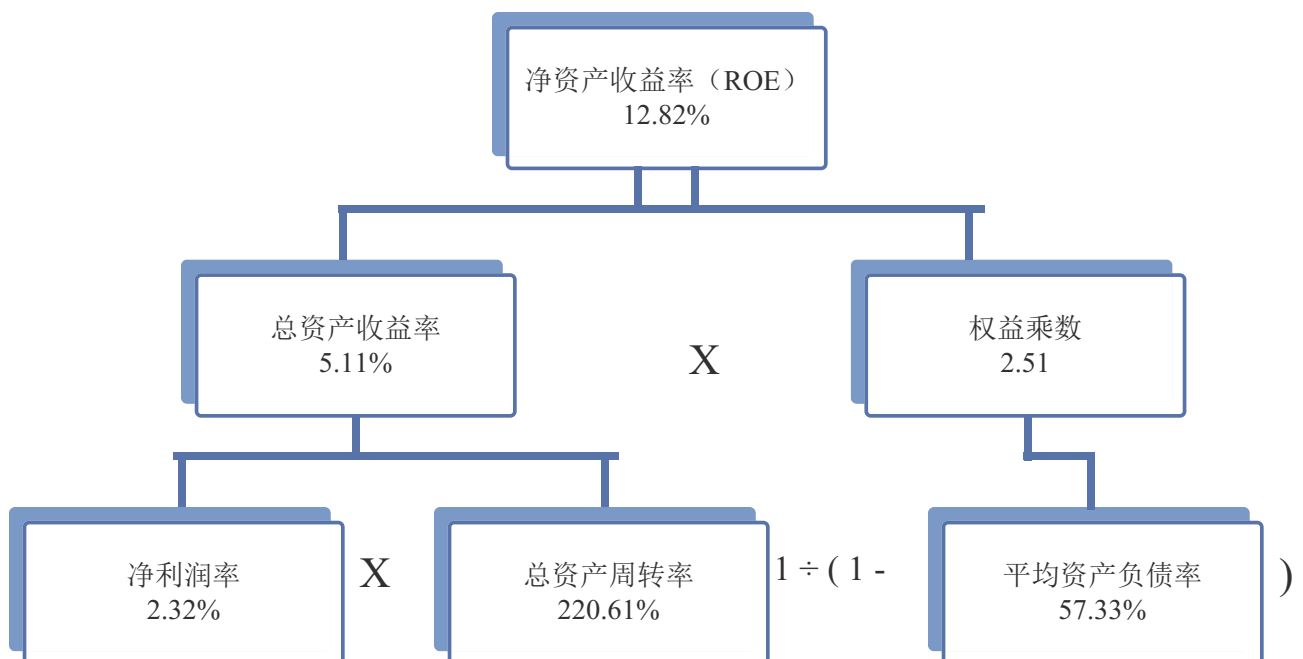 净资产收益率（ROE）
12.82%
总资产收益率
5.11%
X
权益乘数
2.51
净利润率
2.32%
X
总资产周转率
220.61%
1 ÷ ( 1 -
平均资产负债率
57.33%
)